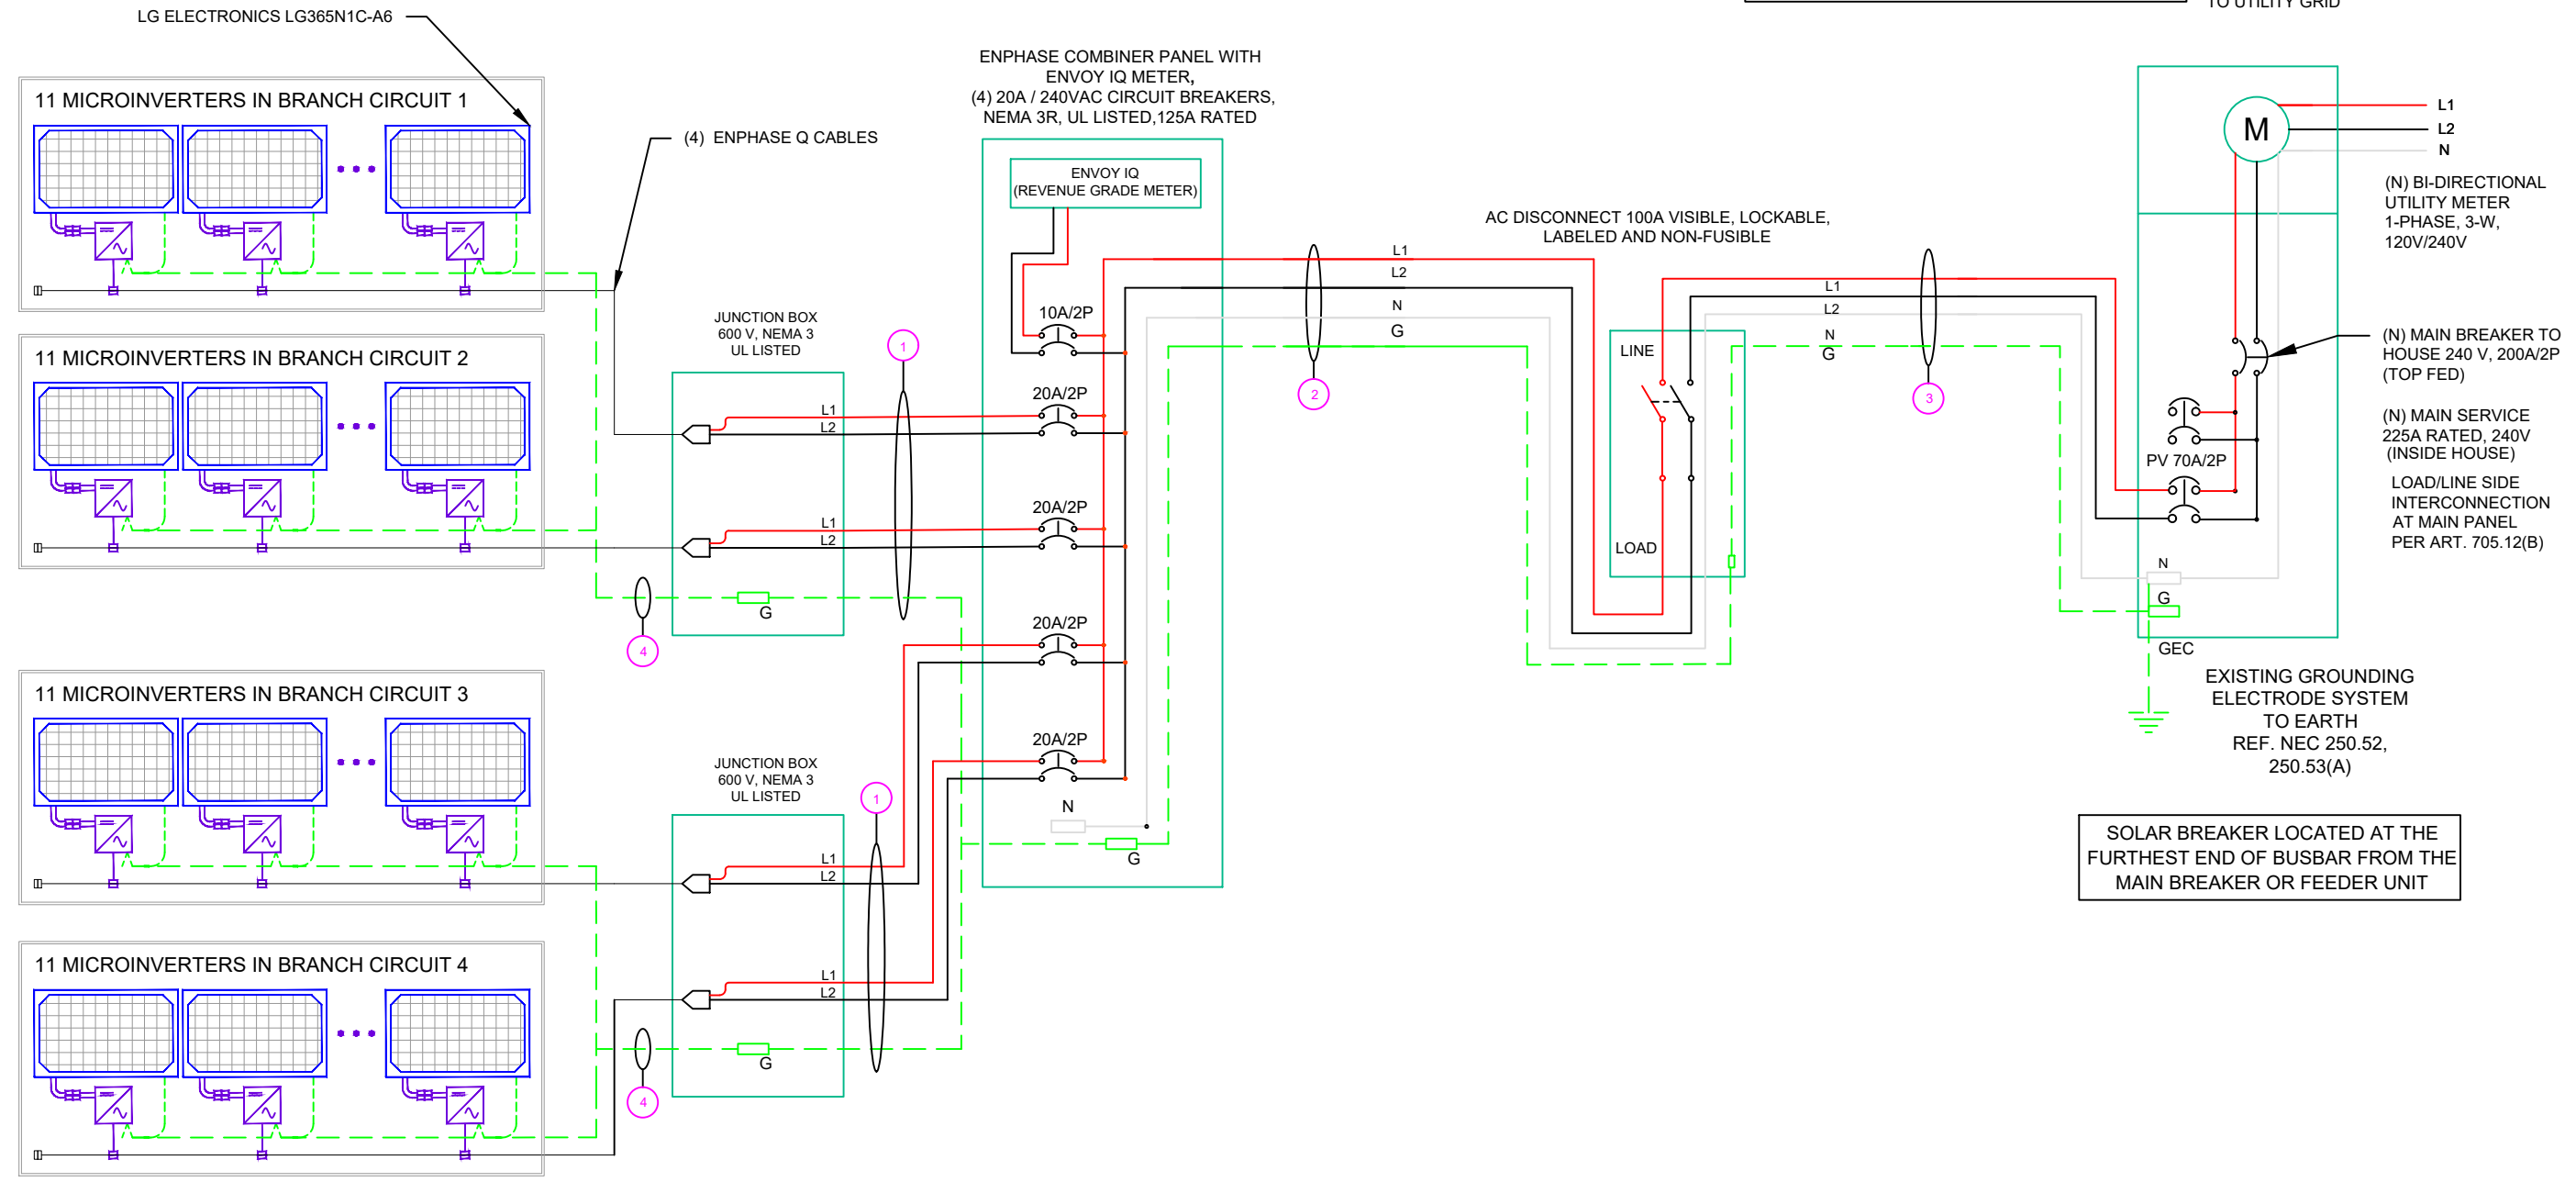 LG ELECTRONICS LG365N1C-A6
TO UTILITY GRID
11 MICROINVERTERS IN BRANCH CIRCUIT 1
11 MICROINVERTERS IN BRANCH CIRCUIT 2
11 MICROINVERTERS IN BRANCH CIRCUIT 3
11 MICROINVERTERS IN BRANCH CIRCUIT 4
(4) ENPHASE Q CABLES
JUNCTION BOX
600 V, NEMA 3
UL LISTED
L1
L2
L1
L2
G
1
4
JUNCTION BOX
600 V, NEMA 3
UL LISTED
L1
L2
L1
L2
G
1
4
ENPHASE COMBINER PANEL WITH
ENVOY IQ METER,
(4) 20A / 240VAC CIRCUIT BREAKERS,
NEMA 3R, UL LISTED,125A RATED
ENVOY IQ
(REVENUE GRADE METER)
10A/2P
20A/2P
20A/2P
20A/2P
20A/2P
N
G
L1
L2
N
G
2
AC DISCONNECT 100A VISIBLE, LOCKABLE,
LABELED AND NON-FUSIBLE
LINE
LOAD
L1
L2
N
G
3
M
L1
L2
N
(N) BI-DIRECTIONAL
UTILITY METER
1-PHASE, 3-W,
120V/240V
(N) MAIN BREAKER TO
HOUSE 240 V, 200A/2P
(TOP FED)
(N) MAIN SERVICE
225A RATED, 240V
(INSIDE HOUSE)
LOAD/LINE SIDE
INTERCONNECTION
AT MAIN PANEL
PER ART. 705.12(B)
PV 70A/2P
N
G
GEC
EXISTING GROUNDING
ELECTRODE SYSTEM
TO EARTH
REF. NEC 250.52,
250.53(A)
SOLAR BREAKER LOCATED AT THE
FURTHEST END OF BUSBAR FROM THE
MAIN BREAKER OR FEEDER UNIT